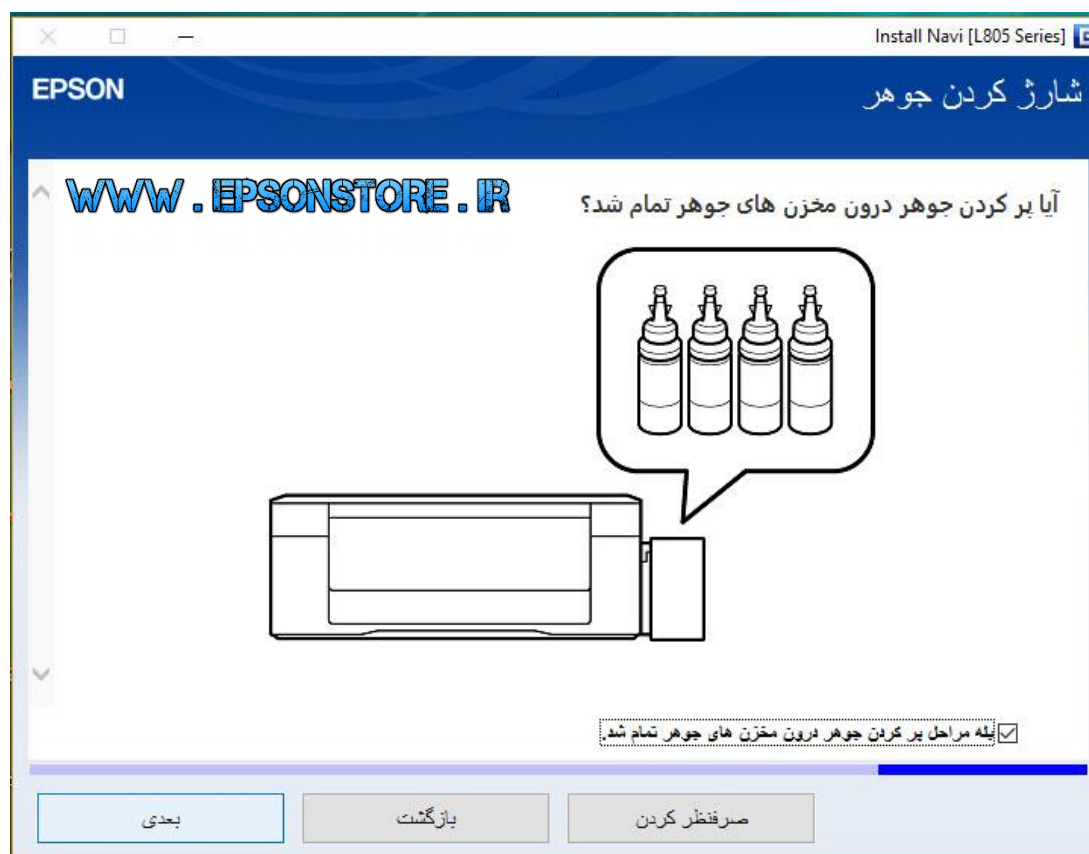 Install Navi [L805 Series]
EPSON
شارژ کردن جوهر
WWW.EPSONSTORE.IR
آیا پر کردن جوهر درون مخزن های جوهر تمام شد؟
بله مراحل پر کردن جوهر درون مخزن های جوهر تمام شد.
صرفنظر کردن
بازگشت
بعدی